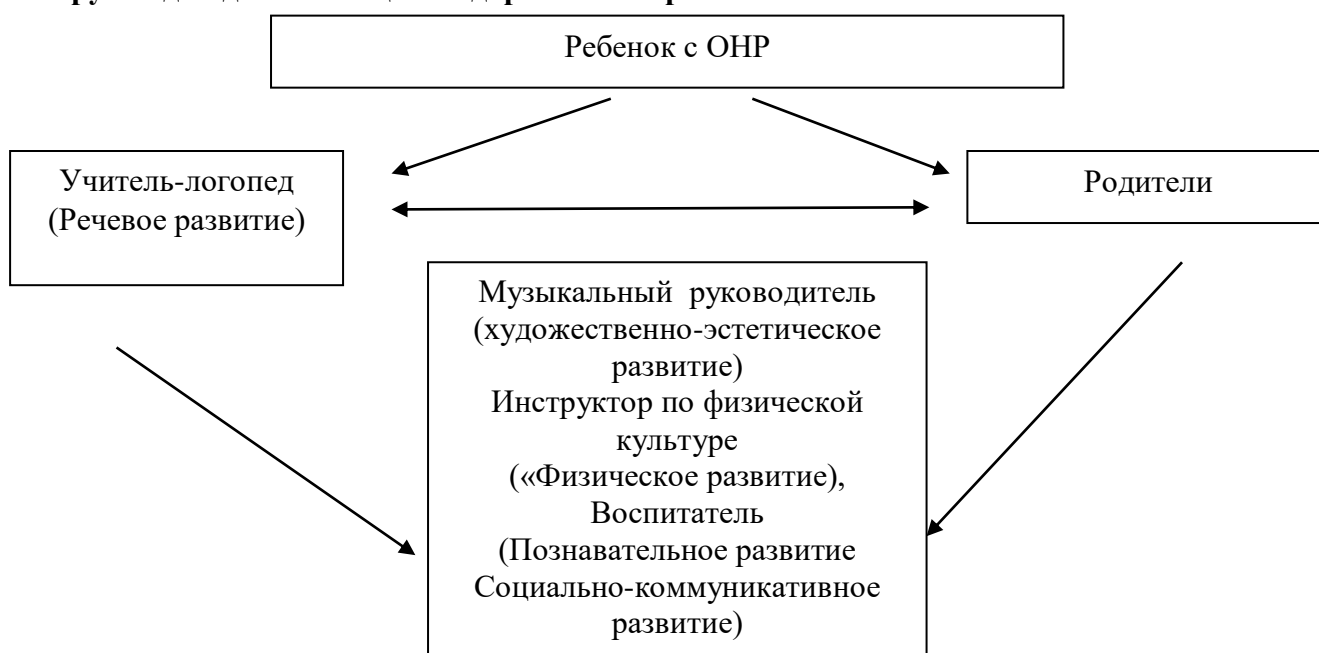 Ребенок с ОНР
Учитель-логопед
(Речевое развитие)
Родители
Музыкальный руководитель
(художественно-эстетическое
развитие)
Инструктор по физической
культуре
(«Физическое развитие),
Воспитатель
(Познавательное развитие
Социально-коммуникативное
развитие)